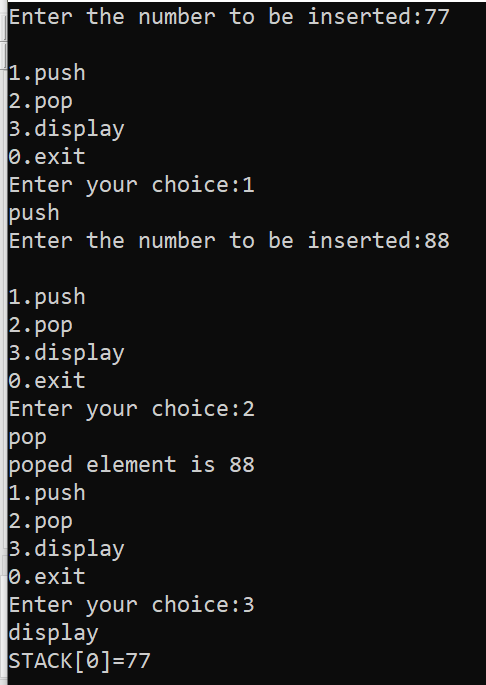 Enter the number to be inserted:77
1.push
2.pop
3.display
0.exit
Enter your choice:1
push
Enter the number to be inserted:88
1.push
2.pop
3.display
0.exit
Enter your choice:2
pop
poped element is 88
1.push
2.pop
3.display
0.exit
Enter your choice:3
display
STACK[0]=77